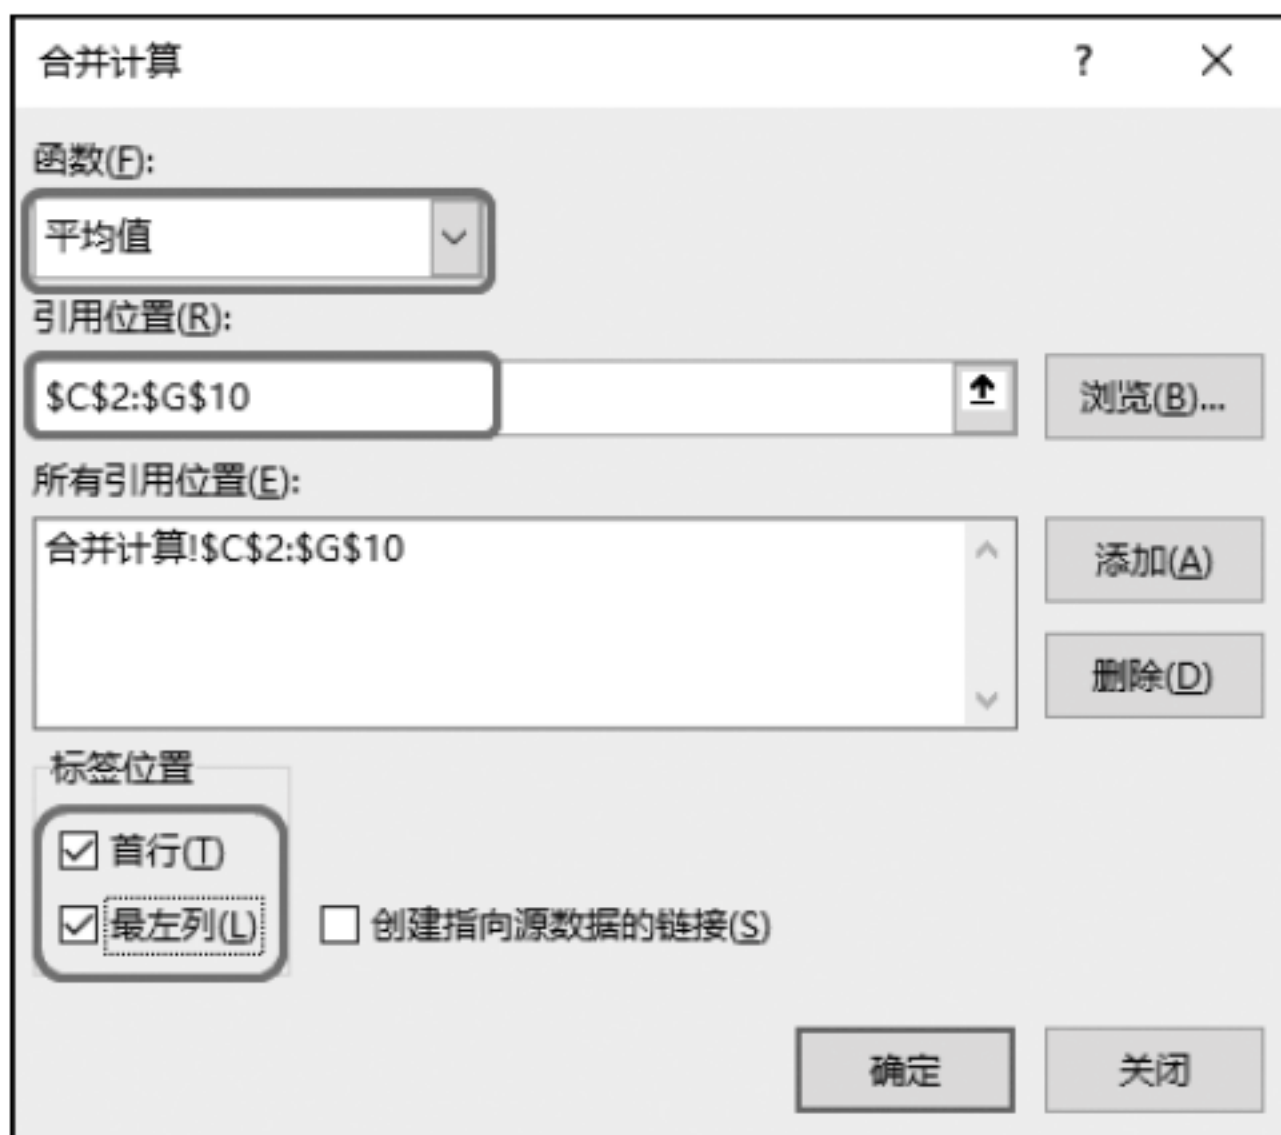 合并计算 ?
函数(F):
平均值
引用位置(R):
$C$2:$G$10 浏览(B)...
所有引用位置(E):
合并计算!$C$2:$G$10 添加(A)
删除(D)
标签位置
首行(T)
最左列(L) 创建指向源数据的链接(S)
确定 关闭